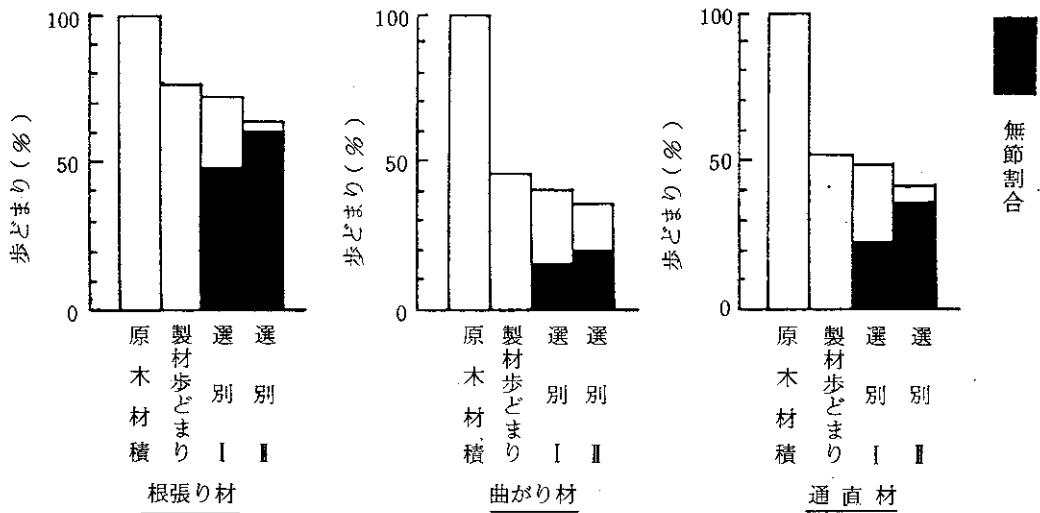 100
50
0
歩どまり(%)
原木材積
製材歩どまり
選別Ⅰ
選別Ⅱ
根張り材
100
50
0
歩どまり(%)
原木材積
製材歩どまり
選別Ⅰ
選別Ⅱ
曲がり材
100
50
0
歩どまり(%)
原木材積
製材歩どまり
選別Ⅰ
選別Ⅱ
通直材
無節割合